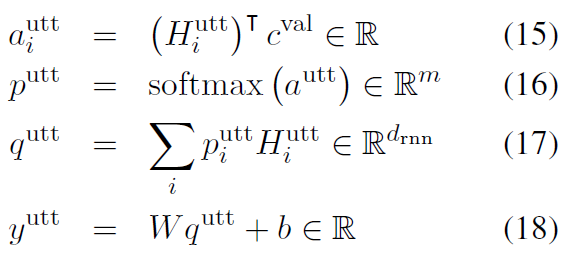 a_i^utt = (H_i^utt)^⊺ c^val ∈ ℝ (15)
p^utt = softmax (a^utt) ∈ ℝ^m (16)
q^utt = ∑_i p_i^utt H_i^utt ∈ ℝ^d_rnn (17)
y^utt = W q^utt + b ∈ ℝ (18)